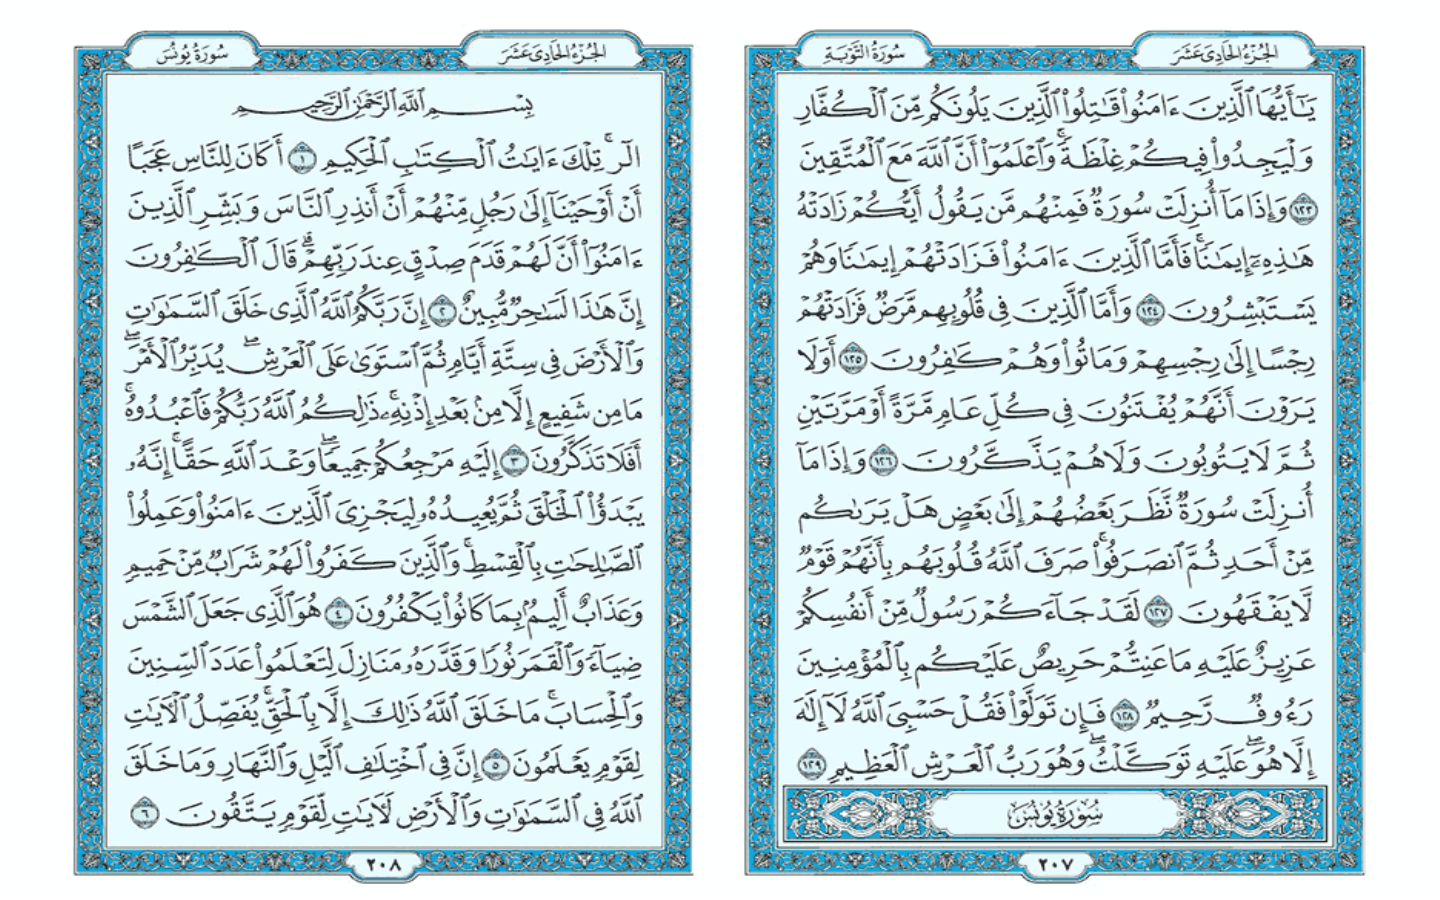 الجزء الحادى عشر
سورة التوبة
يَٰٓأَيُّهَا ٱلَّذِينَ ءَامَنُوا۟ قَٰتِلُوا۟ ٱلَّذِينَ يَلُونَكُم مِّنَ ٱلْكُفَّارِ
وَلْيَجِدُوا۟ فِيكُمْ غِلْظَةً ۚ وَٱعْلَمُوٓا۟ أَنَّ ٱللَّهَ مَعَ ٱلْمُتَّقِينَ
١٢٣ وَإِذَا مَآ أُنزِلَتْ سُورَةٌ فَمِنْهُم مَّن يَقُولُ أَيُّكُمْ زَادَتْهُ
هَٰذِهِۦٓ إِيمَٰنًا ۚ فَأَمَّا ٱلَّذِينَ ءَامَنُوا۟ فَزَادَتْهُمْ إِيمَٰنًا وَهُمْ
يَسْتَبْشِرُونَ ١٢٤ وَأَمَّا ٱلَّذِينَ فِى قُلُوبِهِم مَّرَضٌ فَزَادَتْهُمْ
رِجْسًا إِلَىٰ رِجْسِهِمْ وَمَاتُوا۟ وَهُمْ كَٰفِرُونَ ١٢٥ أَوَلَا
يَرَوْنَ أَنَّهُمْ يُفْتَنُونَ فِى كُلِّ عَامٍ مَّرَّةً أَوْ مَرَّتَيْنِ
ثُمَّ لَا يَتُوبُونَ وَلَا هُمْ يَذَّكَّرُونَ ١٢٦ وَإِذَا مَآ
أُنزِلَتْ سُورَةٌ نَّظَرَ بَعْضُهُمْ إِلَىٰ بَعْضٍ هَلْ يَرَىٰكُم
مِّنْ أَحَدٍ ثُمَّ ٱنصَرَفُوا۟ ۚ صَرَفَ ٱللَّهُ قُلُوبَهُم بِأَنَّهُمْ قَوْمٌ
لَّا يَفْقَهُونَ ١٢٧ لَقَدْ جَآءَكُمْ رَسُولٌ مِّنْ أَنفُسِكُمْ
عَزِيزٌ عَلَيْهِ مَا عَنِتُّمْ حَرِيصٌ عَلَيْكُم بِٱلْمُؤْمِنِينَ
رَءُوفٌ رَّحِيمٌ ١٢٨ فَإِن تَوَلَّوْا۟ فَقُلْ حَسْبِىَ ٱللَّهُ لَآ إِلَٰهَ
إِلَّا هُوَ ۖ عَلَيْهِ تَوَكَّلْتُ ۖ وَهُوَ رَبُّ ٱلْعَرْشِ ٱلْعَظِيمِ ١٢٩
سورة يونس
٢٠٧
الجزء الحادى عشر
سورة يونس
بِسْمِ ٱللَّهِ ٱلرَّحْمَٰنِ ٱلرَّحِيمِ
الٓر ۚ تِلْكَ ءَايَٰتُ ٱلْكِتَٰبِ ٱلْحَكِيمِ ١ أَكَانَ لِلنَّاسِ عَجَبًا
أَنْ أَوْحَيْنَآ إِلَىٰ رَجُلٍ مِّنْهُمْ أَنْ أَنذِرِ ٱلنَّاسَ وَبَشِّرِ ٱلَّذِينَ
ءَامَنُوٓا۟ أَنَّ لَهُمْ قَدَمَ صِدْقٍ عِندَ رَبِّهِمْ ۗ قَالَ ٱلْكَٰفِرُونَ
إِنَّ هَٰذَا لَسَٰحِرٌ مُّبِينٌ ٢ إِنَّ رَبَّكُمُ ٱللَّهُ ٱلَّذِى خَلَقَ ٱلسَّمَٰوَٰتِ
وَٱلْأَرْضَ فِى سِتَّةِ أَيَّامٍ ثُمَّ ٱسْتَوَىٰ عَلَى ٱلْعَرْشِ ۖ يُدَبِّرُ ٱلْأَمْرَ ۖ
مَا مِن شَفِيعٍ إِلَّا مِنۢ بَعْدِ إِذْنِهِۦ ۚ ذَٰلِكُمُ ٱللَّهُ رَبُّكُمْ فَٱعْبُدُوهُ ۚ
أَفَلَا تَذَكَّرُونَ ٣ إِلَيْهِ مَرْجِعُكُمْ جَمِيعًا ۖ وَعْدَ ٱللَّهِ حَقًّا ۚ إِنَّهُۥ
يَبْدَؤُا۟ ٱلْخَلْقَ ثُمَّ يُعِيدُهُۥ لِيَجْزِىَ ٱلَّذِينَ ءَامَنُوا۟ وَعَمِلُوا۟
ٱلصَّٰلِحَٰتِ بِٱلْقِسْطِ ۚ وَٱلَّذِينَ كَفَرُوا۟ لَهُمْ شَرَابٌ مِّنْ حَمِيمٍ
وَعَذَابٌ أَلِيمٌۢ بِمَا كَانُوا۟ يَكْفُرُونَ ٤ هُوَ ٱلَّذِى جَعَلَ ٱلشَّمْسَ
ضِيَآءً وَٱلْقَمَرَ نُورًا وَقَدَّرَهُۥ مَنَازِلَ لِتَعْلَمُوا۟ عَدَدَ ٱلسِّنِينَ
وَٱلْحِسَابَ ۚ مَا خَلَقَ ٱللَّهُ ذَٰلِكَ إِلَّا بِٱلْحَقِّ ۚ يُفَصِّلُ ٱلْءَايَٰتِ
لِقَوْمٍ يَعْلَمُونَ ٥ إِنَّ فِى ٱخْتِلَٰفِ ٱلَّيْلِ وَٱلنَّهَارِ وَمَا خَلَقَ
ٱللَّهُ فِى ٱلسَّمَٰوَٰتِ وَٱلْأَرْضِ لَءَايَٰتٍ لِّقَوْمٍ يَتَّقُونَ ٦
٢٠٨